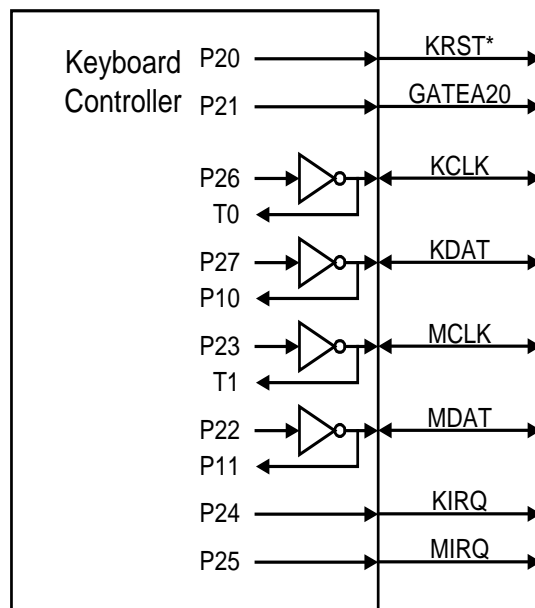 Keyboard
Controller
P20
KRST*
P21
GATEA20
P26
KCLK
T0
P27
KDAT
P10
P23
MCLK
T1
P22
MDAT
P11
P24
KIRQ
P25
MIRQ